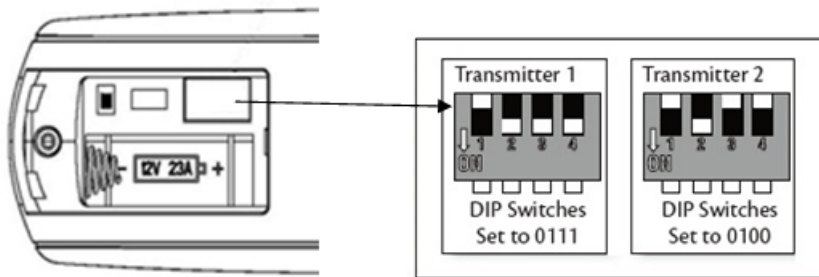 - 12V 23A +
Transmitter 1
1 2 3 4
ON
DIP Switches
Set to 0111
Transmitter 2
1 2 3 4
ON
DIP Switches
Set to 0100